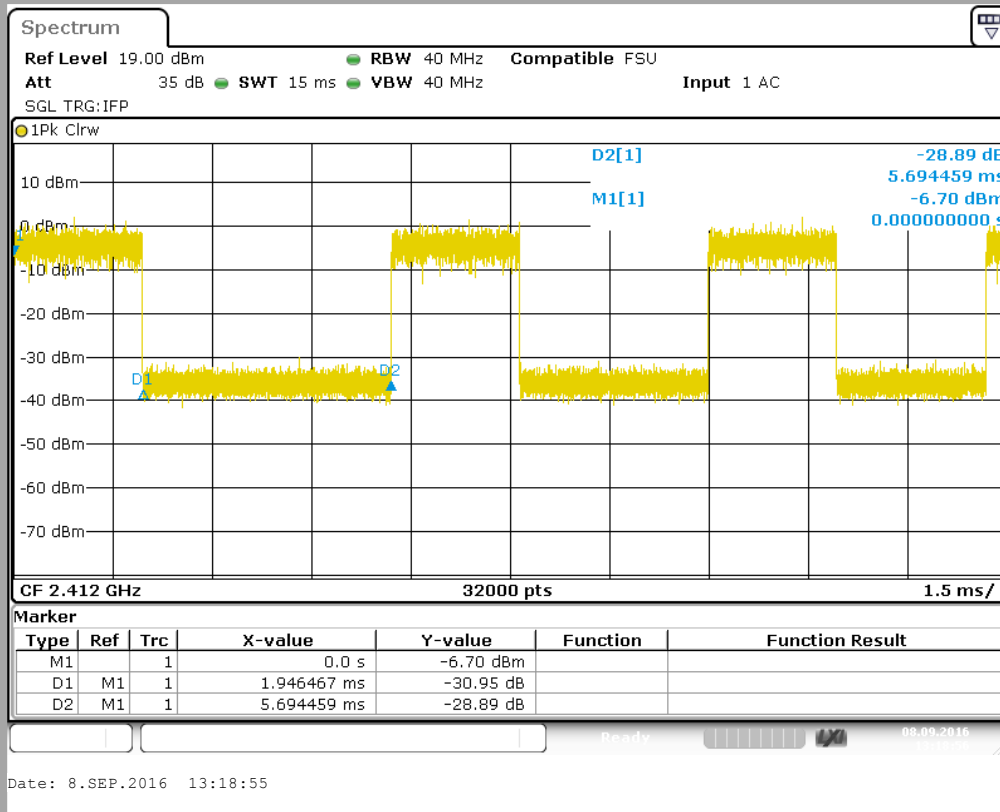 Spectrum
Ref Level 19.00 dBm RBW 40 MHz Compatible FSU
Att 35 dB SWT 15 ms VBW 40 MHz Input 1 AC
SGL TRG:IFP
1Pk Clrw
D2[1] -28.89 dB
5.694459 ms
M1[1] -6.70 dBm
0.000000000 s
10 dBm
0 dBm
1
-10 dBm
-20 dBm
-30 dBm
D1 D2
-40 dBm
-50 dBm
-60 dBm
-70 dBm
CF 2.412 GHz 32000 pts 1.5 ms/
Marker
Type Ref Trc X-value Y-value Function Function Result
M1 1 0.0 s -6.70 dBm
D1 M1 1 1.946467 ms -30.95 dB
D2 M1 1 5.694459 ms -28.89 dB
Ready LXI 08.09.2016
Date: 8.SEP.2016 13:18:55